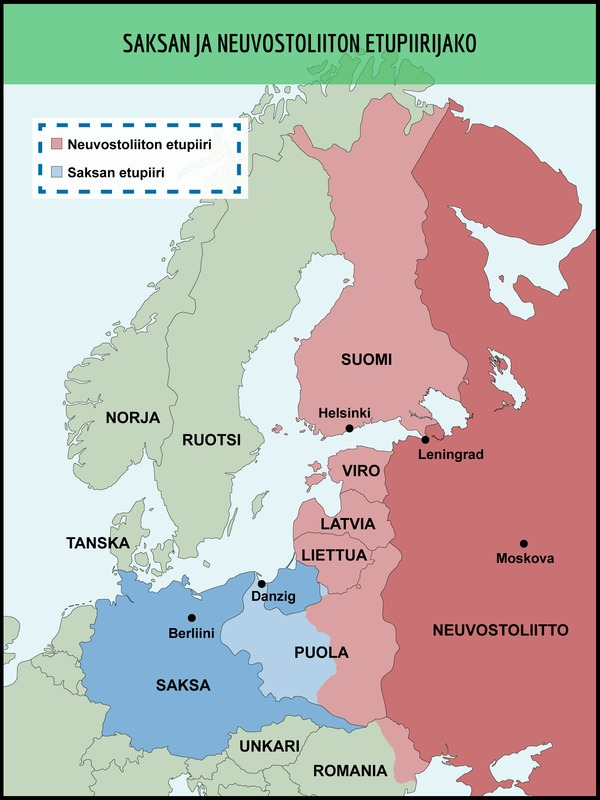 SAKSAN JA NEUVOSTOLIITON ETUPIIRIJAKO
Neuvostoliiton etupiiri
Saksan etupiiri
SUOMI
Helsinki
NORJA
RUOTSI
Leningrad
VIRO
LATVIA
TANSKA
LIETTUA
Moskova
Danzig
Berliini
NEUVOSTOLIITTO
PUOLA
SAKSA
UNKARI
ROMANIA